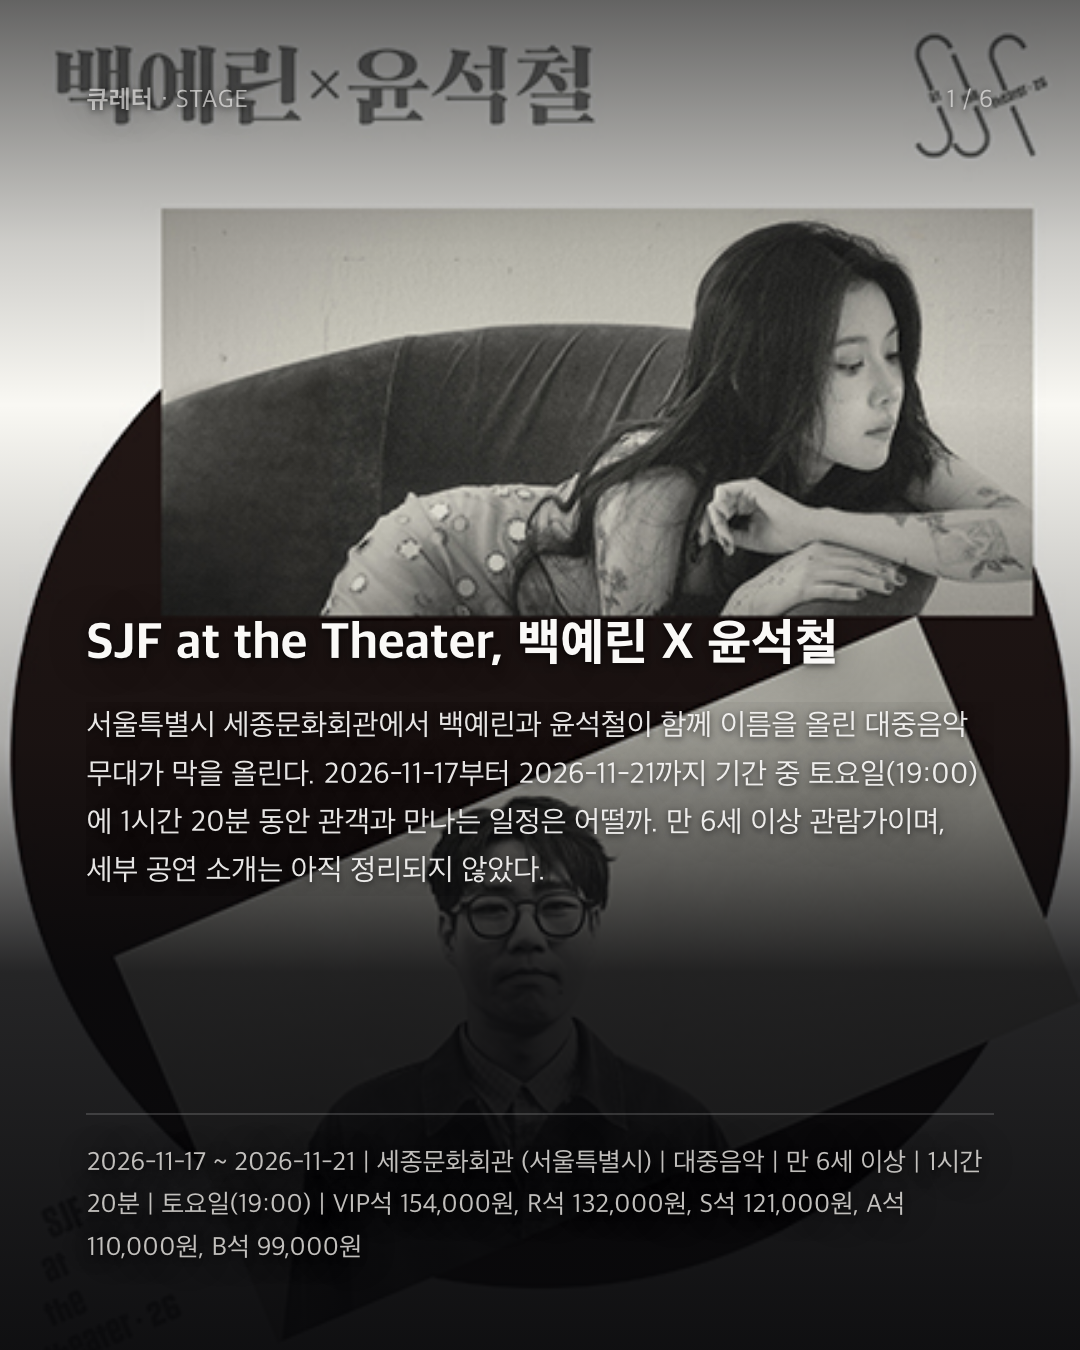 백예린×윤석철
SJF
큐레터 · STAGE
1 / 6
SJF at the Theater, 백예린 X 윤석철
서울특별시 세종문화회관에서 백예린과 윤석철이 함께 이름을 올린 대중음악
무대가 막을 올린다. 2026-11-17부터 2026-11-21까지 기간 중 토요일(19:00)
에 1시간 20분 동안 관객과 만나는 일정은 어떨까. 만 6세 이상 관람가이며,
세부 공연 소개는 아직 정리되지 않았다.
2026-11-17 ~ 2026-11-21 | 세종문화회관 (서울특별시) | 대중음악 | 만 6세 이상 | 1시간
20분 | 토요일(19:00) | VIP석 154,000원, R석 132,000원, S석 121,000원, A석
110,000원, B석 99,000원
SJF
at
the
theater · 26